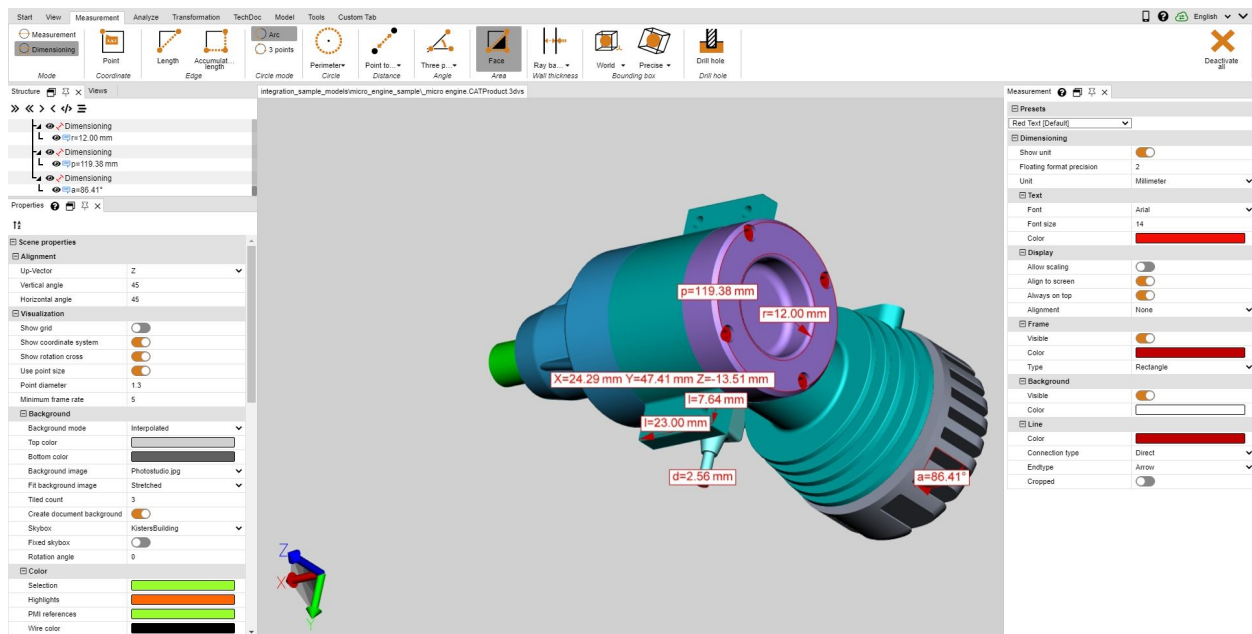 Start View Measurement Analyze Transformation TechDoc Model Tools Custom Tab English
Measurement
Dimensioning
Mode
Point
Coordinate
Length Accumulat... length
Edge
Arc
3 points
Circle mode
Perimeter
Circle
Point to...
Distance
Three p...
Angle
Face
Area
Ray ba...
Wall thickness
World Precise
Bounding box
Drill hole
Drill hole
Deactivate all
Structure Views
Dimensioning
r=12.00 mm
Dimensioning
p=119.38 mm
Dimensioning
a=86.41°
Properties
Scene properties
Alignment
Up-Vector Z
Vertical angle 45
Horizontal angle 45
Visualization
Show grid
Show coordinate system
Show rotation cross
Use point size
Point diameter 1.3
Minimum frame rate 5
Background
Background mode Interpolated
Top color
Bottom color
Background image Photostudio.jpg
Fit background image Stretched
Tiled count 3
Create document background
Skybox KistersBuilding
Fixed skybox
Rotation angle 0
Color
Selection
Highlights
PMI references
Wire color
integration_sample_models\micro_engine_sample\_micro engine.CATProduct.3dvs
p=119.38 mm
r=12.00 mm
X=24.29 mm Y=47.41 mm Z=-13.51 mm
l=7.64 mm
l=23.00 mm
d=2.56 mm
a=86.41°
Z
X
Y
Measurement
Presets
Red Text [Default]
Dimensioning
Show unit
Floating format precision 2
Unit Millimeter
Text
Font Arial
Font size 14
Color
Display
Allow scaling
Align to screen
Always on top
Alignment None
Frame
Visible
Color
Type Rectangle
Background
Visible
Color
Line
Color
Connection type Direct
Endtype Arrow
Cropped